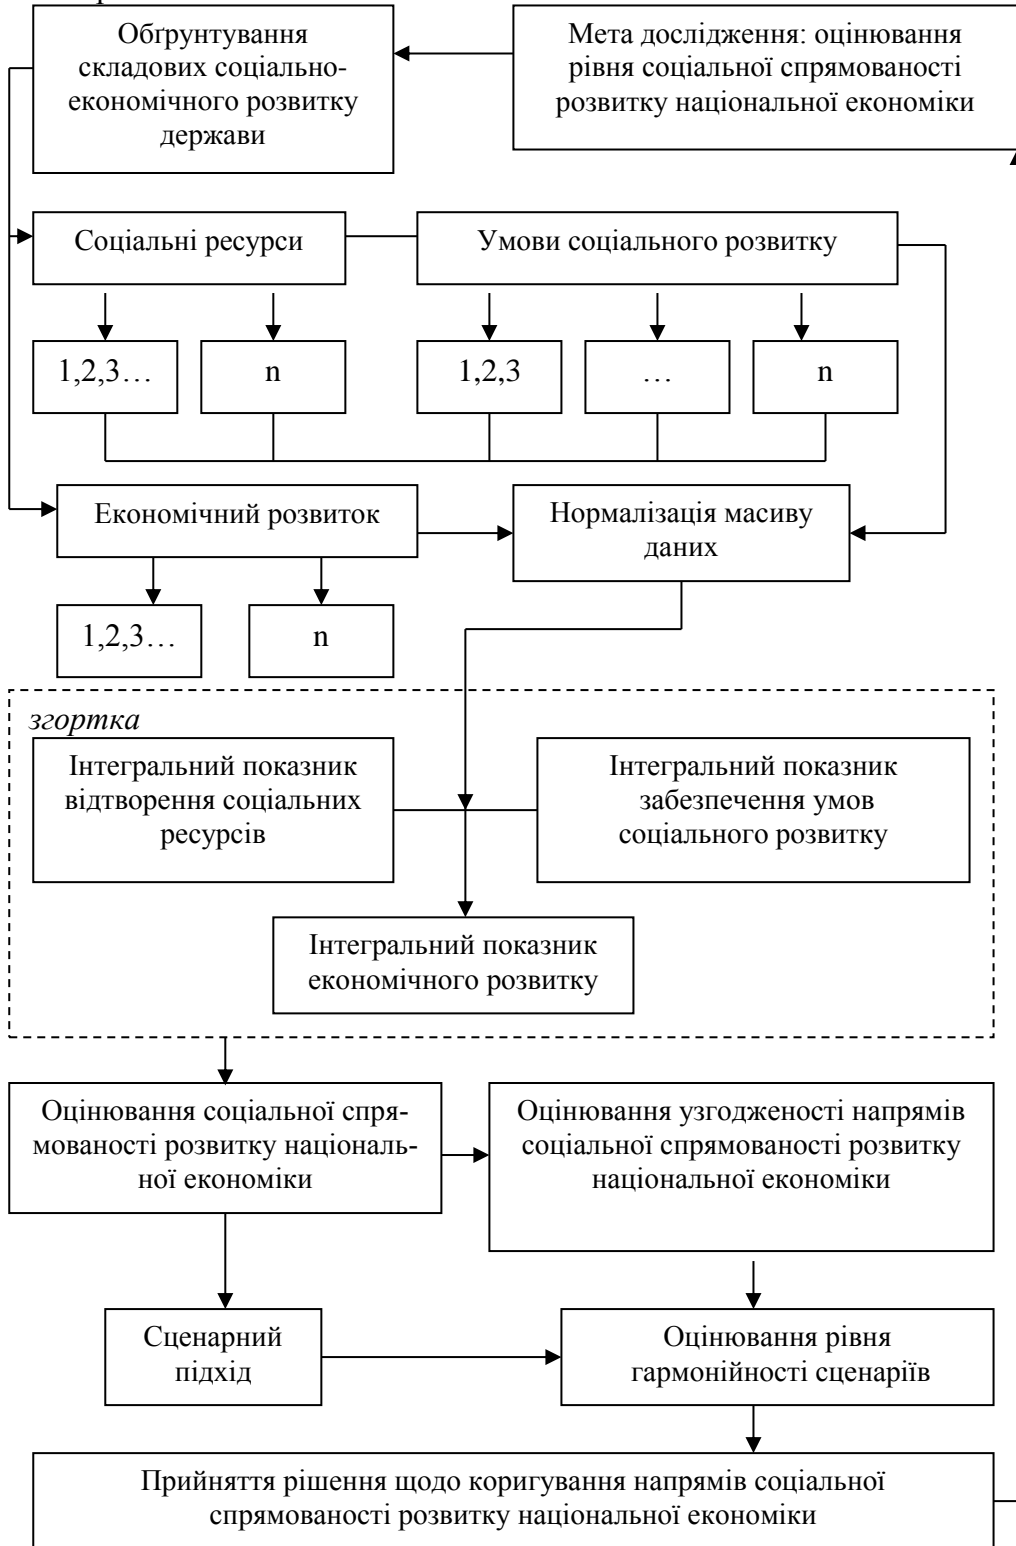 Обґрунтування
складових соціально-
економічного розвитку
держави
Мета дослідження: оцінювання
рівня соціальної спрямованості
розвитку національної економіки
Соціальні ресурси
Умови соціального розвитку
1,2,3…
n
1,2,3
…
n
Економічний розвиток
Нормалізація масиву
даних
1,2,3…
n
згортка
Інтегральний показник
відтворення соціальних
ресурсів
Інтегральний показник
забезпечення умов
соціального розвитку
Інтегральний показник
економічного розвитку
Оцінювання соціальної спря-
мованості розвитку національ-
ної економіки
Оцінювання узгодженості напрямів
соціальної спрямованості розвитку
національної економіки
Сценарний
підхід
Оцінювання рівня
гармонійності сценаріїв
Прийняття рішення щодо коригування напрямів соціальної
спрямованості розвитку національної економіки